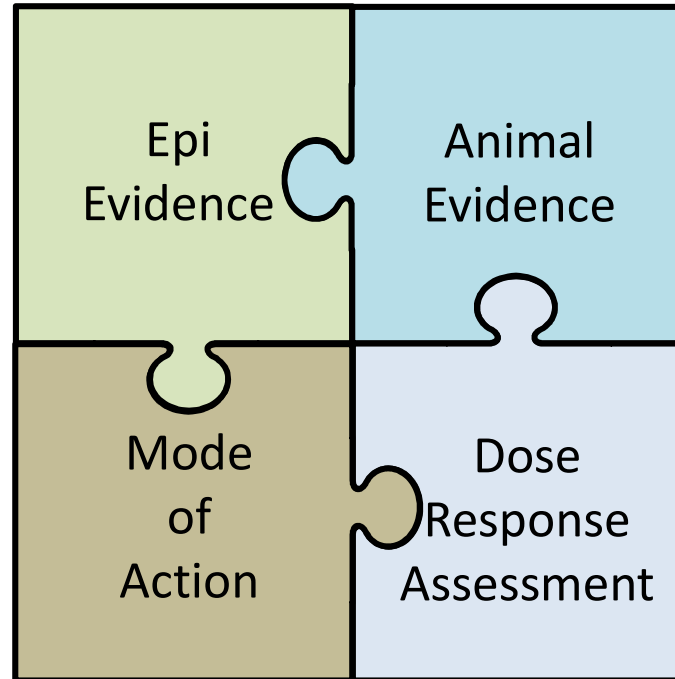 Epi
Evidence
Animal
Evidence
Mode
of
Action
Dose
Response
Assessment